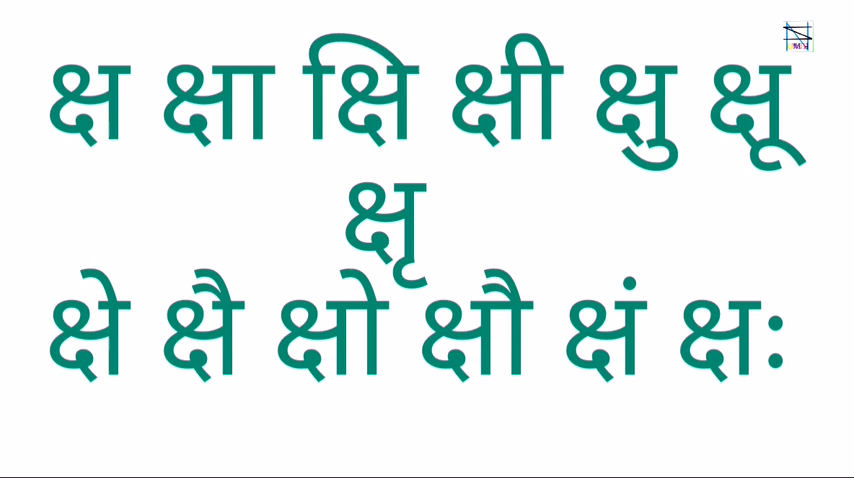 क्ष क्षा क्षि क्षी क्षु क्षू
क्षृ
क्षे क्षै क्षो क्षौ क्षं क्षः